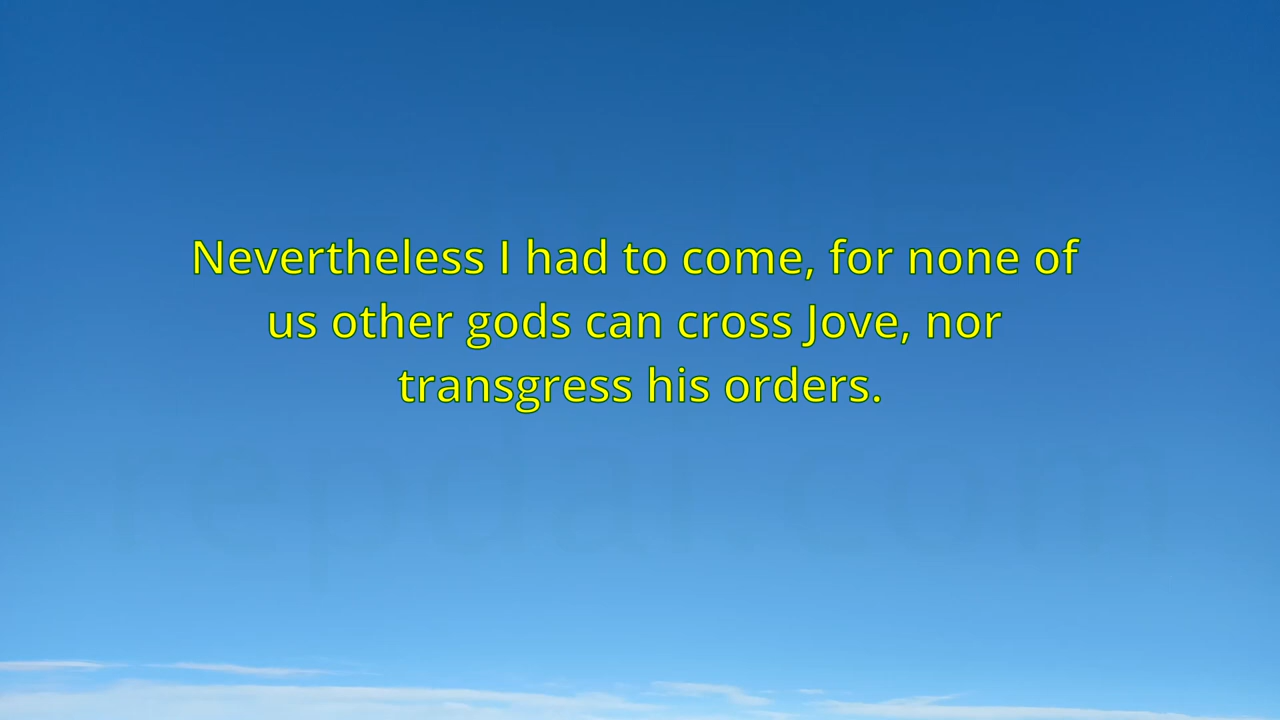 Nevertheless I had to come, for none of
us other gods can cross Jove, nor
transgress his orders.